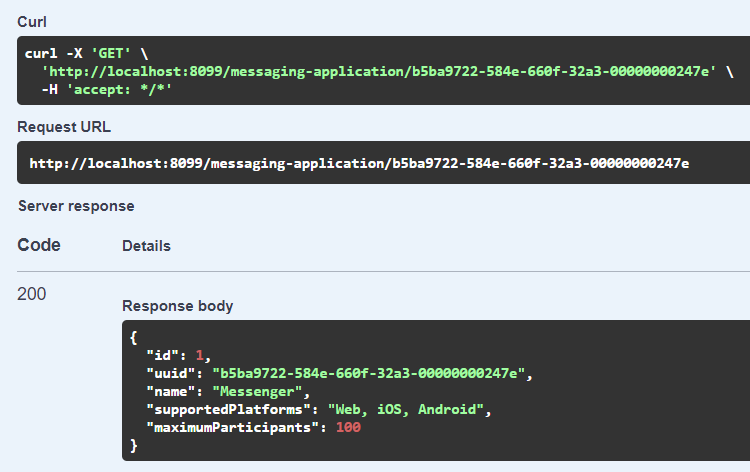 Curl
curl -X 'GET' \
  'http://localhost:8099/messaging-application/b5ba9722-584e-660f-32a3-00000000247e' \
  -H 'accept: */*'
Request URL
http://localhost:8099/messaging-application/b5ba9722-584e-660f-32a3-00000000247e
Server response
Code Details
200
Response body
{
  "id": 1,
  "uuid": "b5ba9722-584e-660f-32a3-00000000247e",
  "name": "Messenger",
  "supportedPlatforms": "Web, iOS, Android",
  "maximumParticipants": 100
}